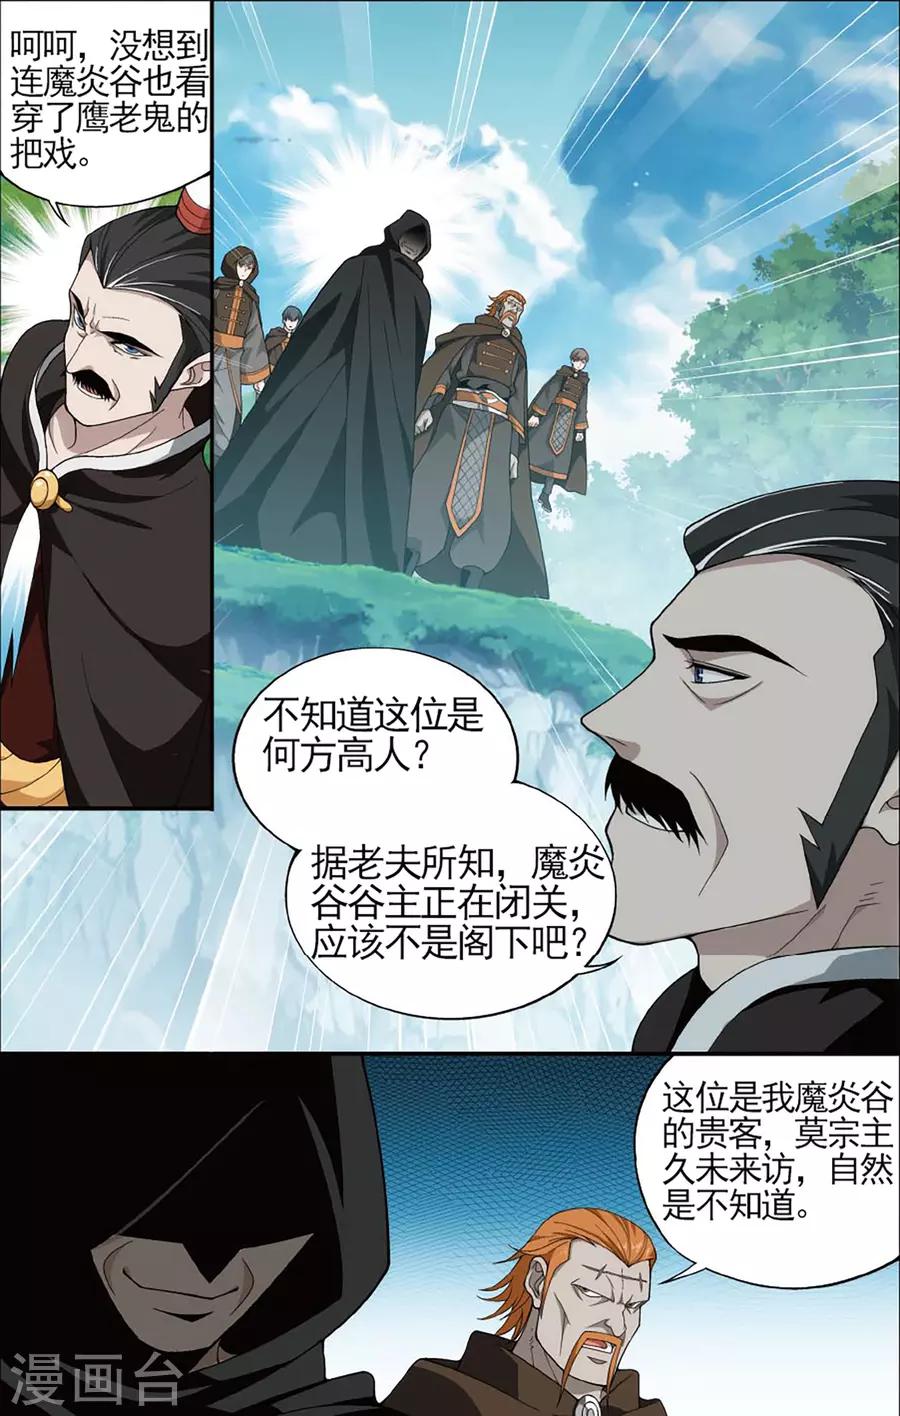 呵呵，没想到
连魔炎谷也看
穿了鹰老鬼的
把戏。
不知道这位是
何方高人？
据老夫所知，魔炎
谷谷主正在闭关，
应该不是阁下吧？
这位是我魔炎谷
的贵客，莫宗主
久未来访，自然
是不知道。
漫画台